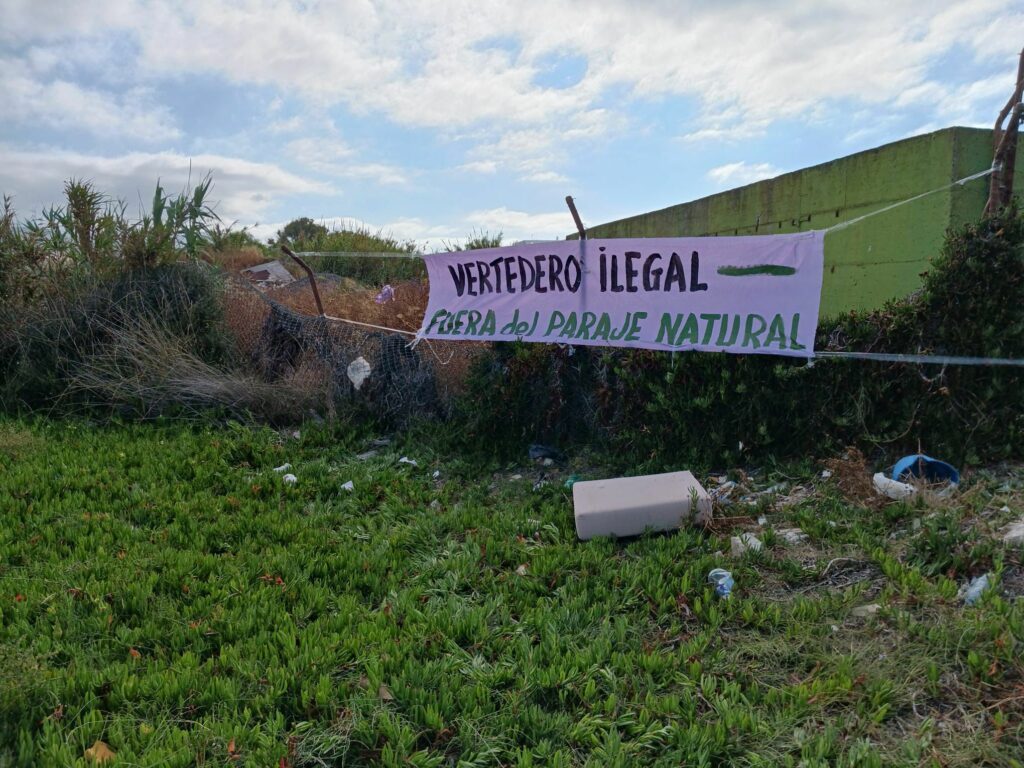 VERTEDERO iLEGAL —
FUERA del PARAJE NATURAL